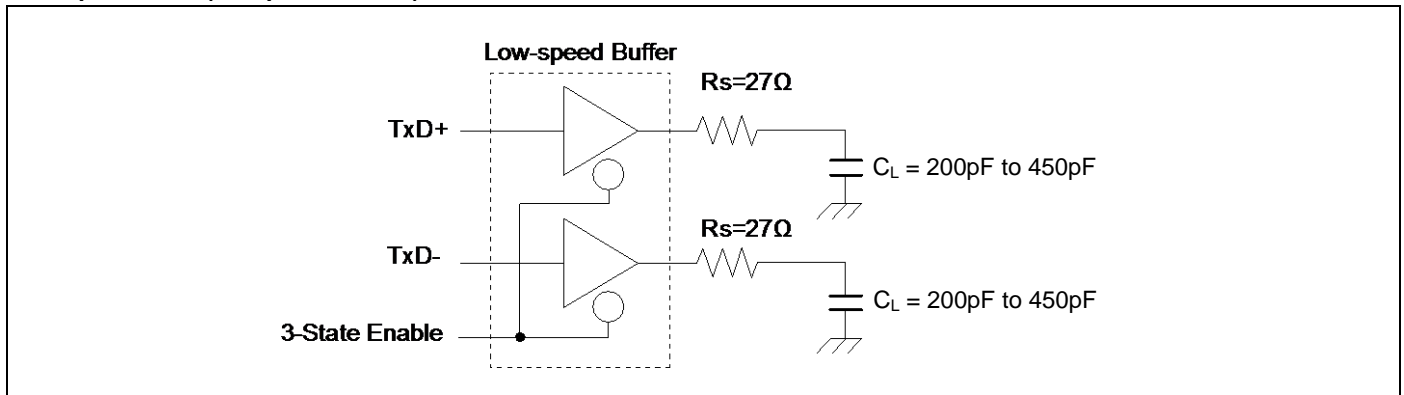 Low-speed Buffer
Rs=27Ω
TxD+
CL = 200pF to 450pF
Rs=27Ω
TxD-
CL = 200pF to 450pF
3-State Enable